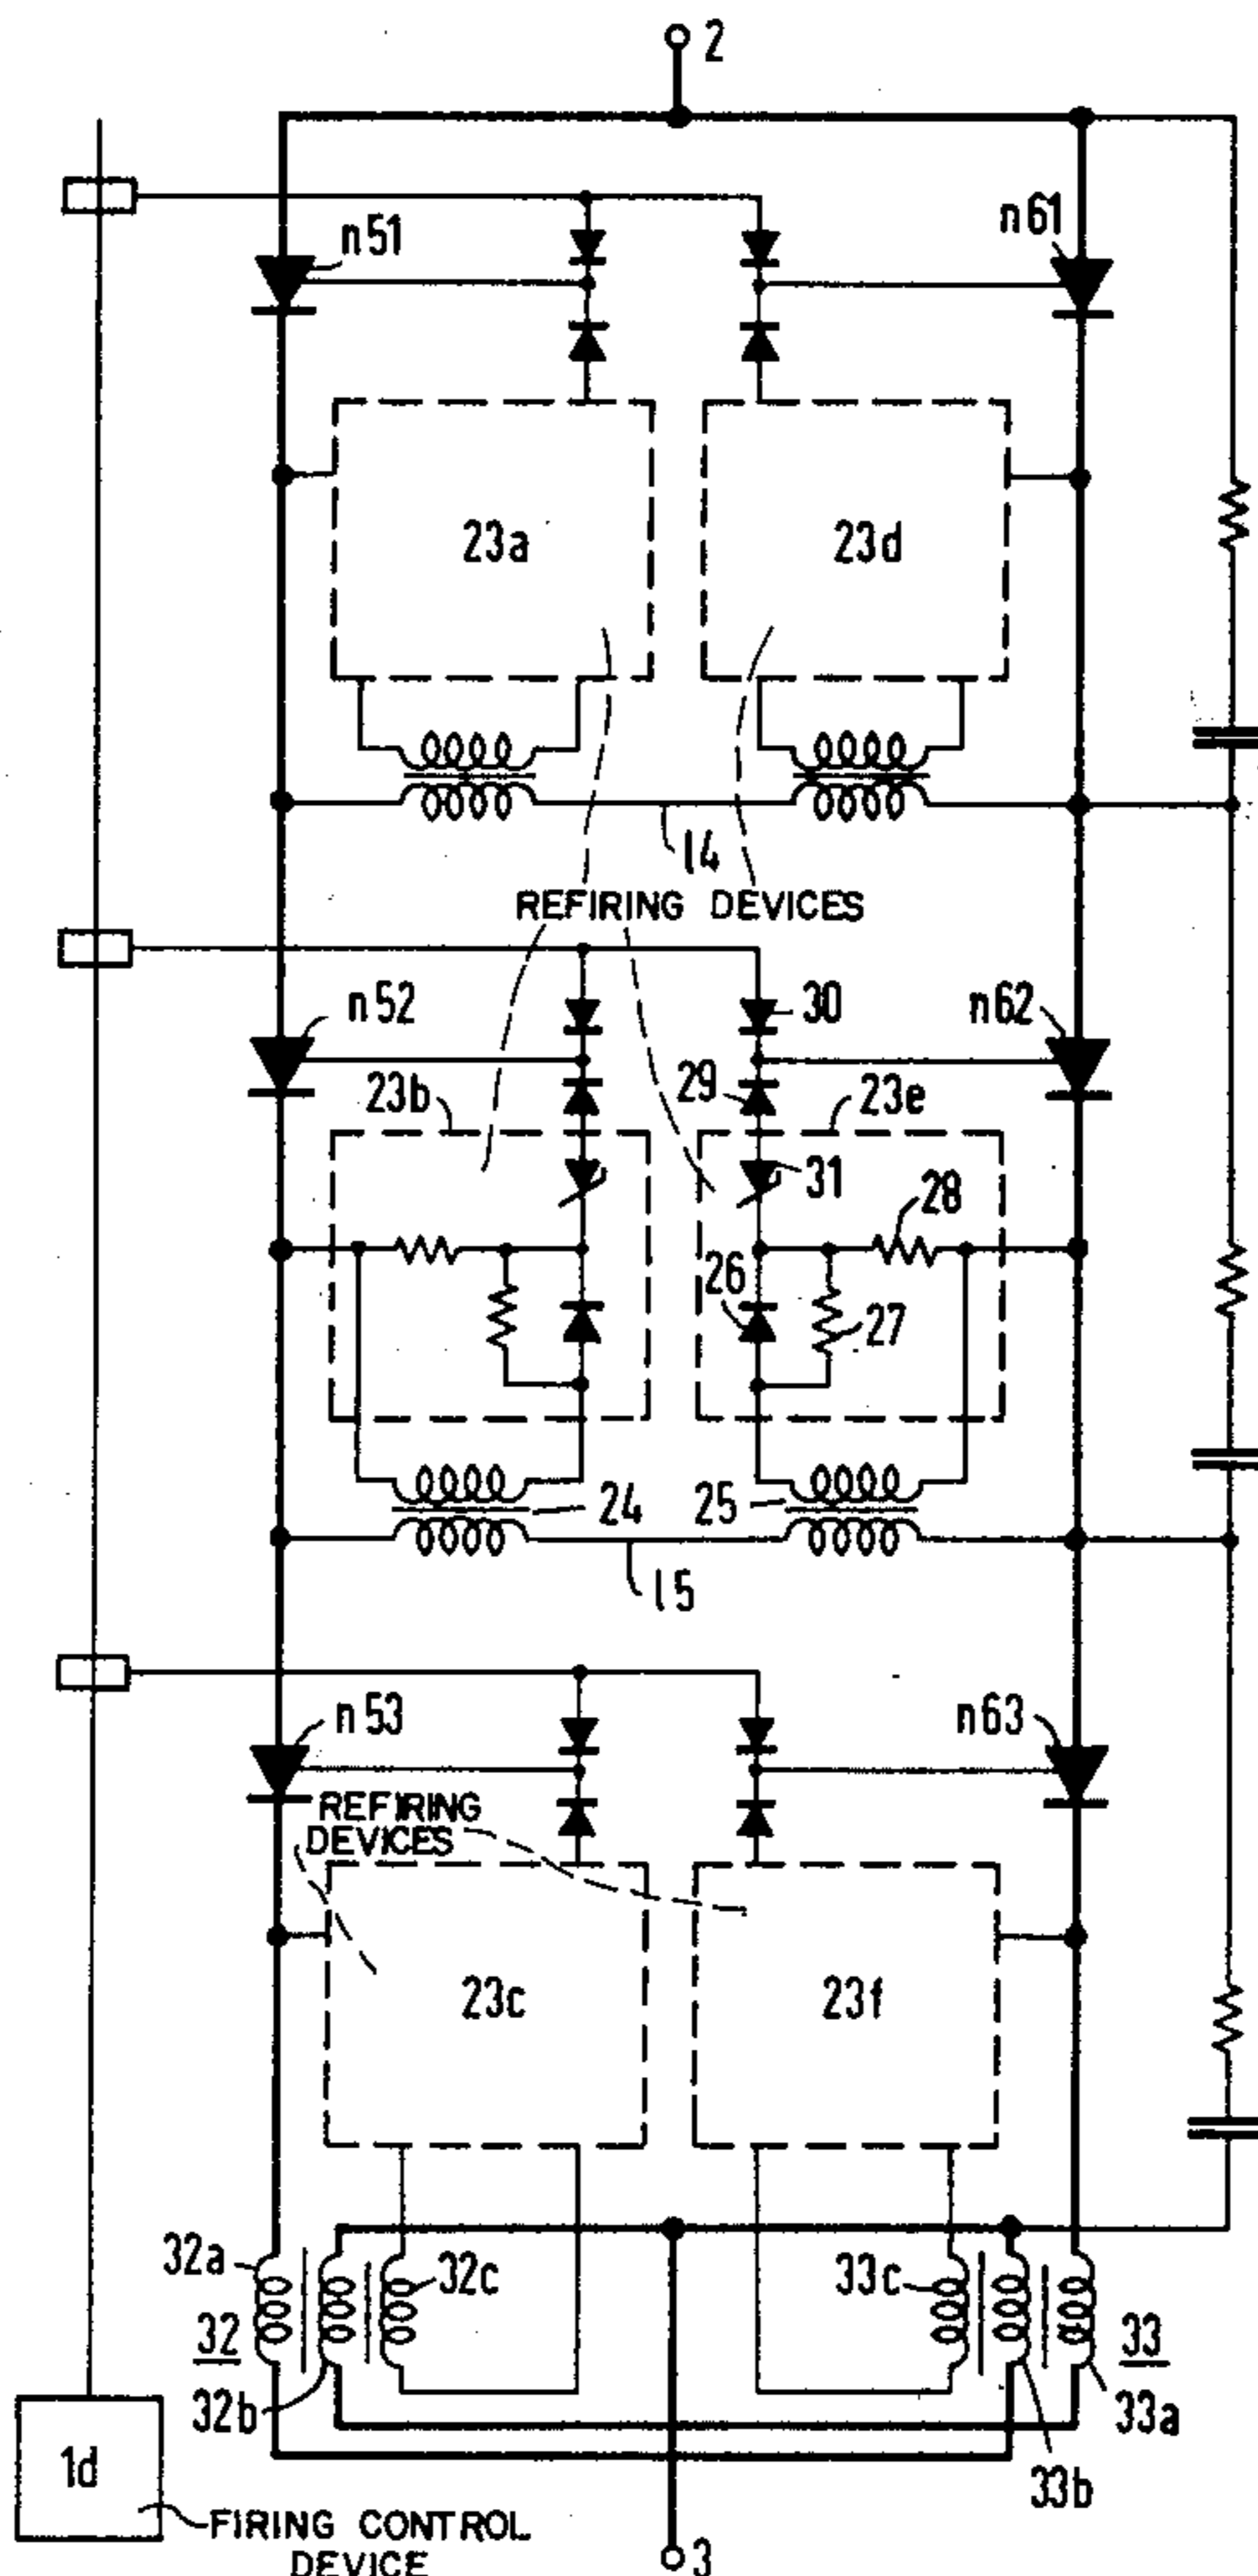 2
n51
n61
23a
23d
14
REFIRING DEVICES
n52
30
n62
23b
29
23e
31
28
26
27
24
25
15
n53
n63
REFIRING
DEVICES
23c
23f
32a
32c
33c
32
33
32b
33a
33b
1d
FIRING CONTROL
DEVICE
3